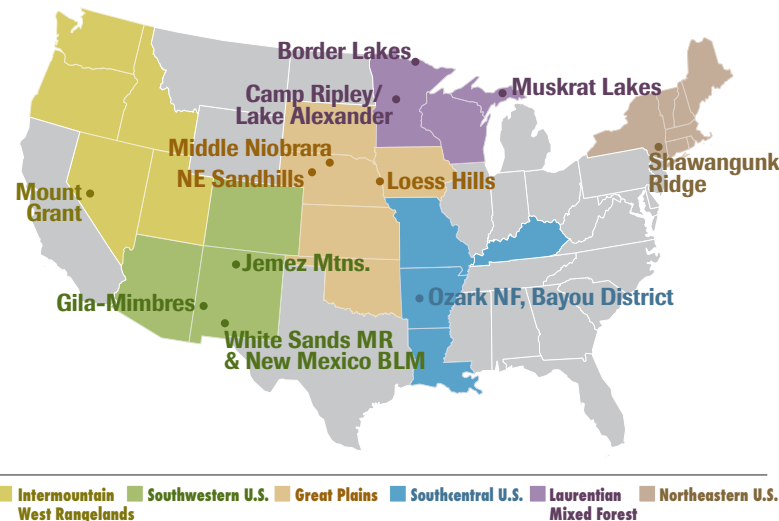 Border Lakes
Camp Ripley/
Lake Alexander
Muskrat Lakes
Middle Niobrara
NE Sandhills
Loess Hills
Shawangunk
Ridge
Mount
Grant
Jemez Mtns.
Gila-Mimbres
Ozark NF, Bayou District
White Sands MR
& New Mexico BLM
Intermountain
West Rangelands
Southwestern U.S.
Great Plains
Southcentral U.S.
Laurentian
Mixed Forest
Northeastern U.S.